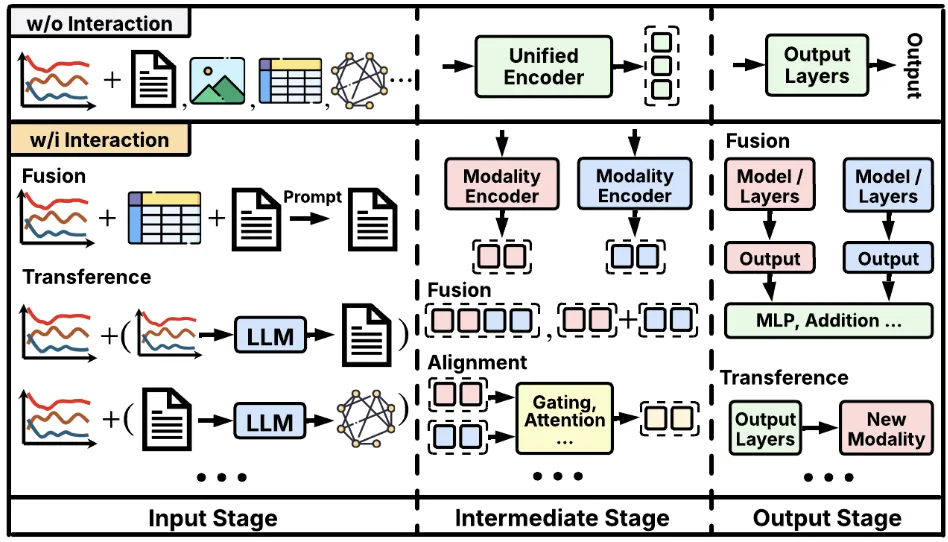 w/o Interaction
+ , , , ...
Unified
Encoder
Output
Layers
Output
w/i Interaction
Fusion
+ + Prompt
Transference
+ ( LLM )
+ ( LLM )
• • •
Modality
Encoder
Modality
Encoder
Fusion
, +
Alignment
Gating,
Attention
...
• • •
Fusion
Model /
Layers
Model /
Layers
Output
Output
MLP, Addition ...
Transference
Output
Layers
New
Modality
• • •
Input Stage
Intermediate Stage
Output Stage